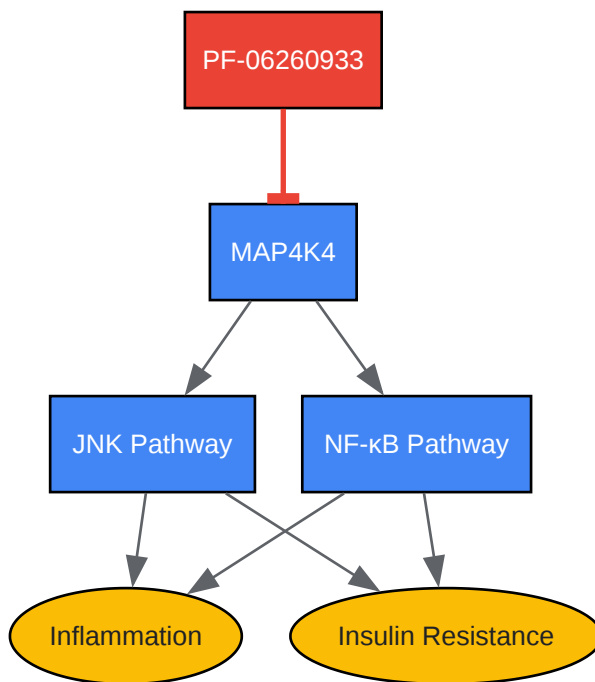 PF-06260933
MAP4K4
JNK Pathway
NF-κB Pathway
Inflammation
Insulin Resistance